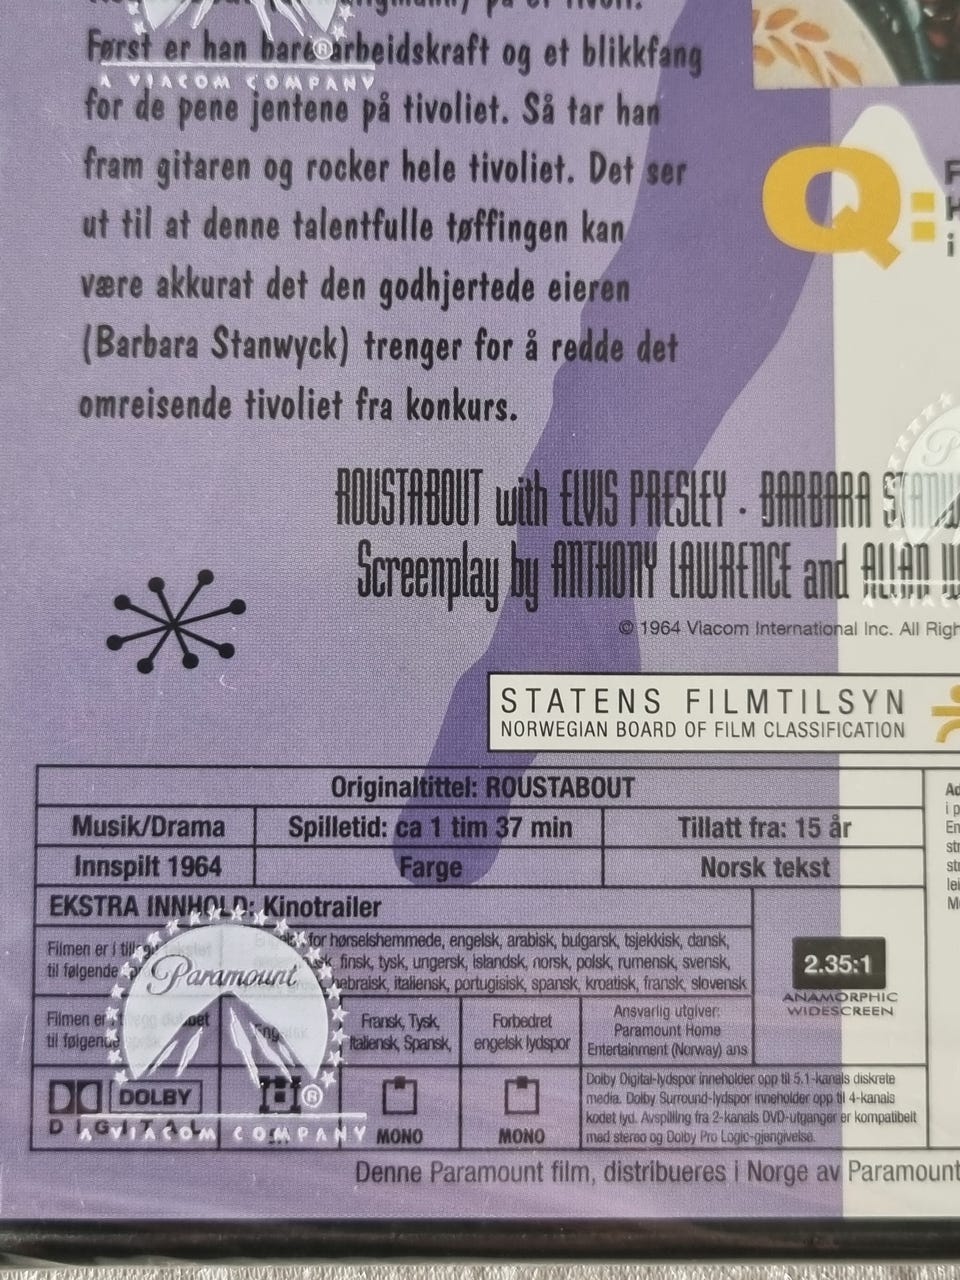 på et tivoli.
Først er han bare arbeidskraft og et blikkfang
A VIACOM COMPANY
for de pene jentene på tivoliet. Så tar han
fram gitaren og rocker hele tivoliet. Det ser
ut til at denne talentfulle tøffingen kan
være akkurat det den godhjertede eieren
(Barbara Stanwyck) trenger for å redde det
omreisende tivoliet fra konkurs.
Q:
ROUSTABOUT with ELVIS PRESLEY · BARBARA
Screenplay by ANTHONY LAWRENCE and ALLAN
© 1964 Viacom International Inc. All
STATENS FILMTILSYN
NORWEGIAN BOARD OF FILM CLASSIFICATION
Originaltittel: ROUSTABOUT
Musik/Drama Spilletid: ca 1 tim 37 min Tillatt fra: 15 år
Innspilt 1964 Farge Norsk tekst
EKSTRA INNHOLD: Kinotrailer
Filmen er i tillegg tekstet
til følgende
for hørselshemmede, engelsk, arabisk, bulgarsk, tsjekkisk, dansk,
finsk, tysk, ungersk, islandsk, norsk, polsk, rumensk, svensk,
hebraisk, italiensk, portugisisk, spansk, kroatisk, fransk, slovensk
2.35:1
ANAMORPHIC
WIDESCREEN
Paramount
Filmen er i tillegg dubbet
til følgende
Engelsk
Fransk, Tysk,
Italiensk, Spansk,
Forbedret
engelsk lydspor
Ansvarlig utgiver:
Paramount Home
Entertainment (Norway) ans
DOLBY
DIGITAL
A VIACOM COMPANY
MONO
MONO
Dolby Digital-lydspor inneholder opp til 5.1-kanals diskrete
media. Dolby Surround-lydspor inneholder opp til 4-kanals
kodet lyd. Avspilling fra 2-kanals DVD-utganger er kompatibelt
med stereo og Dolby Pro Logic-gjengivelse.
Denne Paramount film, distribueres i Norge av Paramount